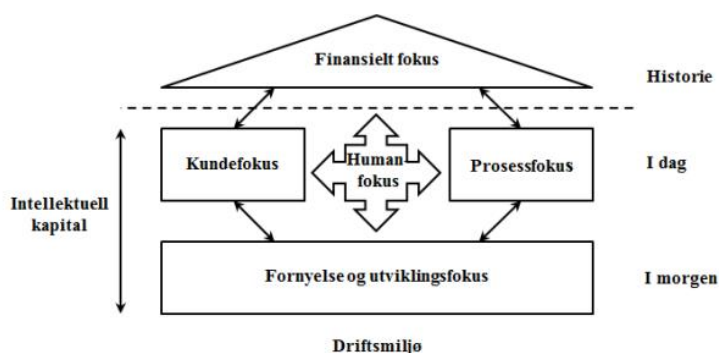 Finansielt fokus
Historie
Kundefokus
Human
fokus
Prosessfokus
I dag
Intellektuell
kapital
Fornyelse og utviklingsfokus
I morgen
Driftsmiljø